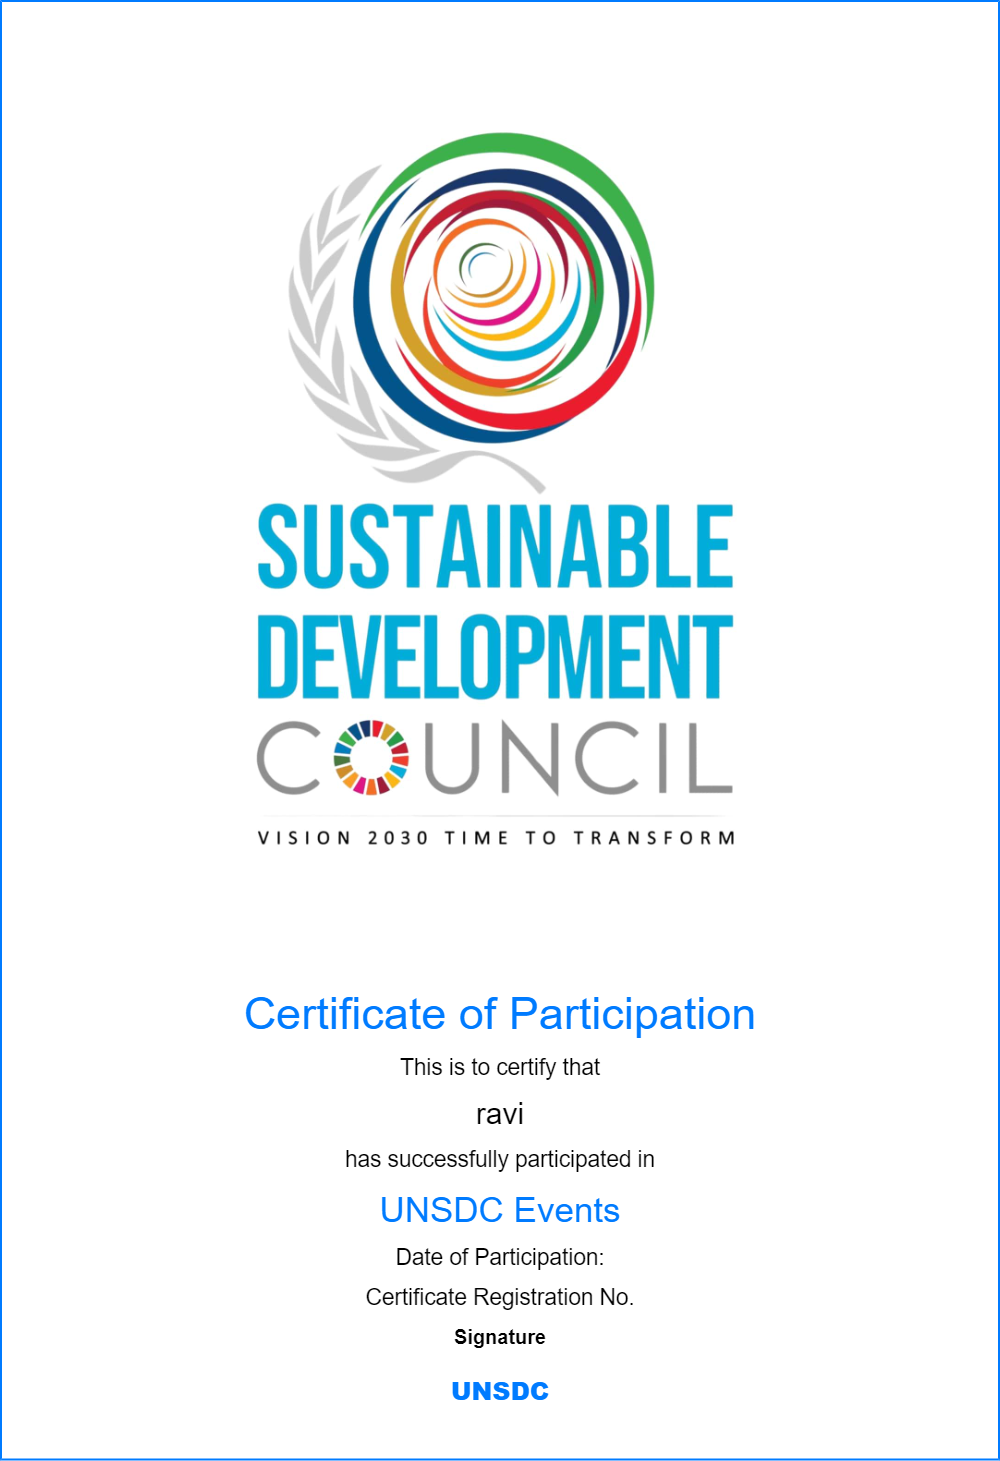 SUSTAINABLE
DEVELOPMENT
COUNCIL
VISION 2030 TIME TO TRANSFORM
Certificate of Participation
This is to certify that
ravi
has successfully participated in
UNSDC Events
Date of Participation:
Certificate Registration No.
Signature
UNSDC